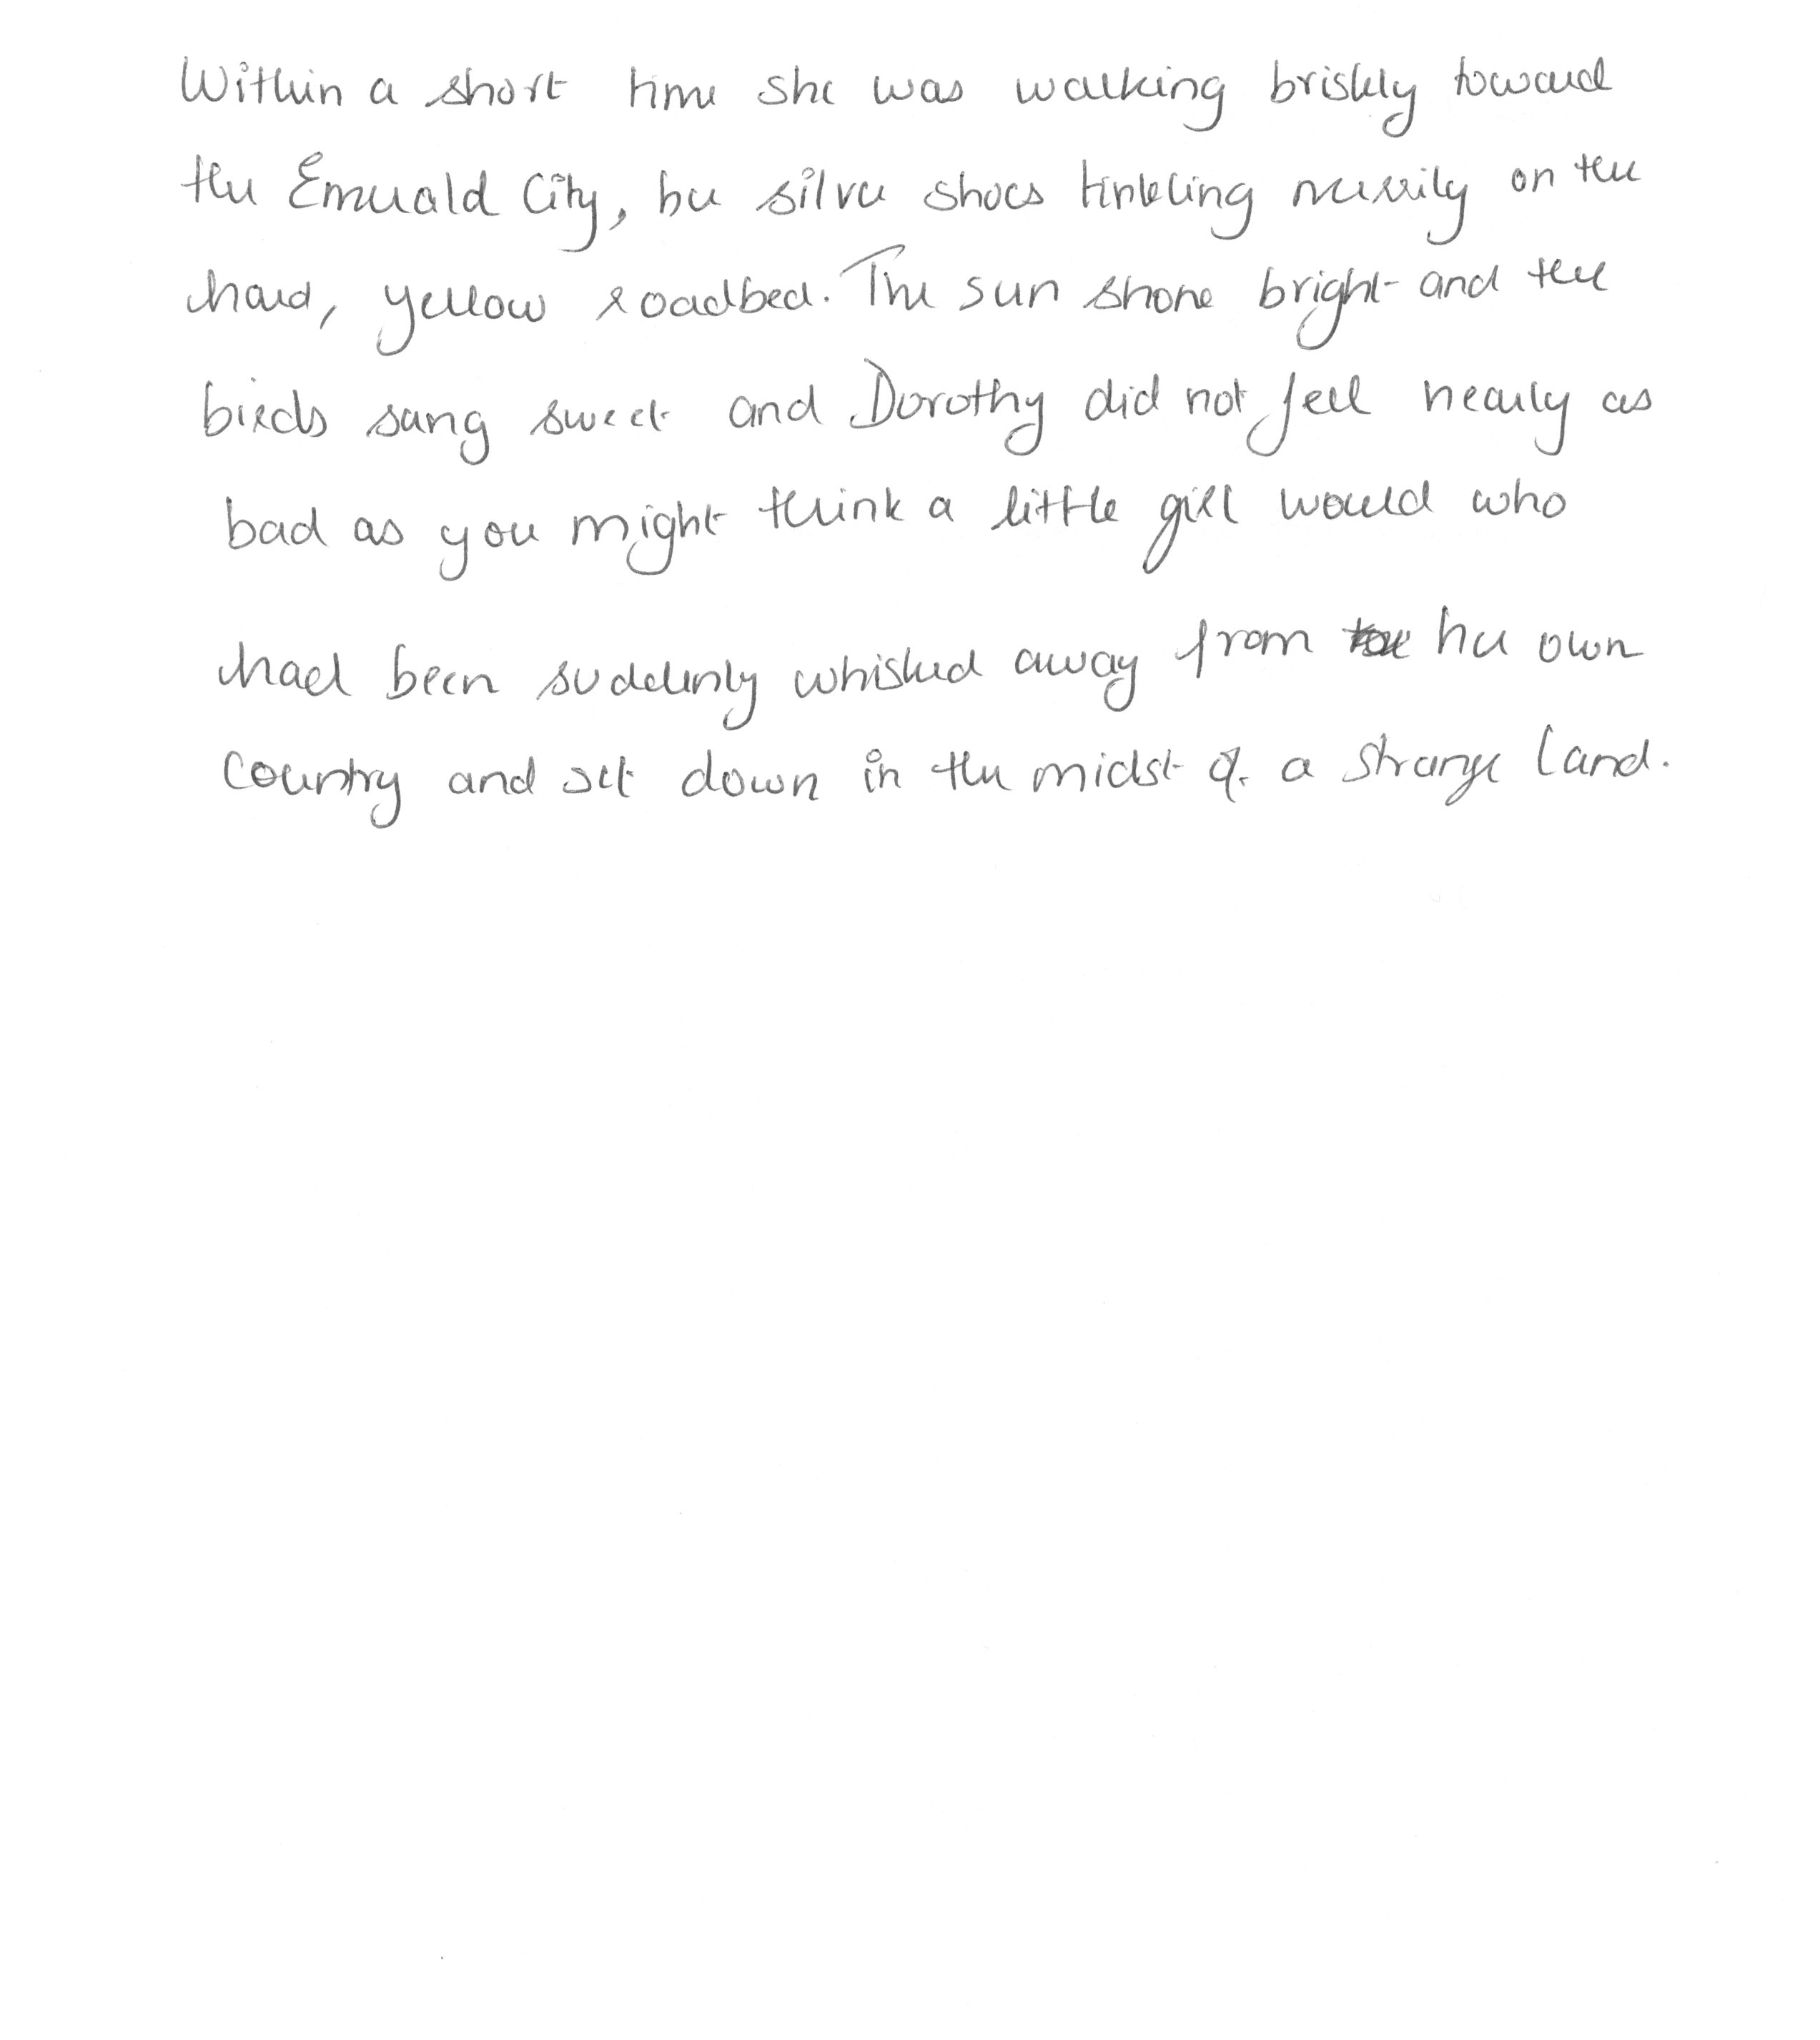 Within a short time she was walking briskly toward
the Emerald City, her silver shoes tinkling merrily on the
hard, yellow roadbed. The sun shone bright and the
birds sang sweet and Dorothy did not feel nearly as
bad as you might think a little girl would who
had been suddenly whisked away from her own
country and set down in the midst of a strange land.